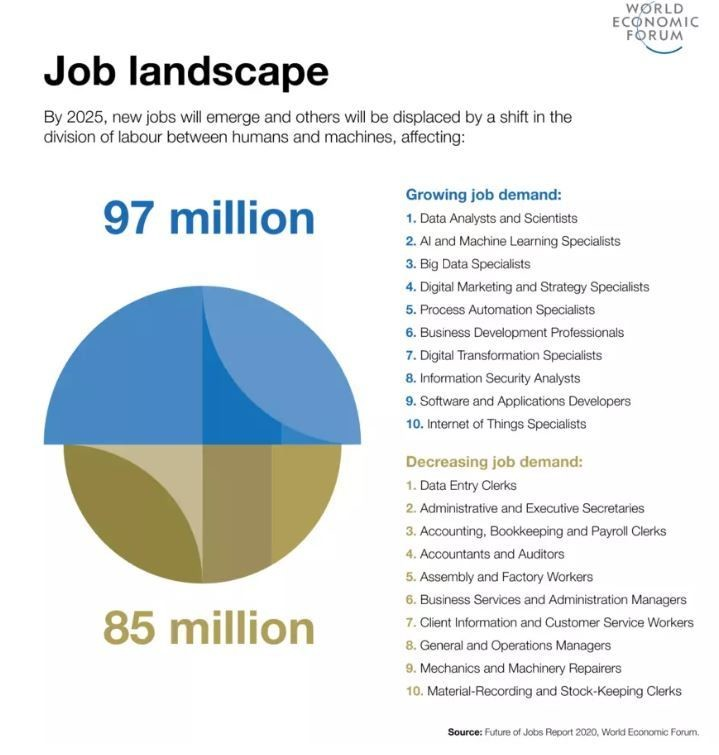 WORLD
ECONOMIC
FORUM
Job landscape
By 2025, new jobs will emerge and others will be displaced by a shift in the
division of labour between humans and machines, affecting:
97 million
85 million
Growing job demand:
1. Data Analysts and Scientists
2. AI and Machine Learning Specialists
3. Big Data Specialists
4. Digital Marketing and Strategy Specialists
5. Process Automation Specialists
6. Business Development Professionals
7. Digital Transformation Specialists
8. Information Security Analysts
9. Software and Applications Developers
10. Internet of Things Specialists
Decreasing job demand:
1. Data Entry Clerks
2. Administrative and Executive Secretaries
3. Accounting, Bookkeeping and Payroll Clerks
4. Accountants and Auditors
5. Assembly and Factory Workers
6. Business Services and Administration Managers
7. Client Information and Customer Service Workers
8. General and Operations Managers
9. Mechanics and Machinery Repairers
10. Material-Recording and Stock-Keeping Clerks
Source: Future of Jobs Report 2020, World Economic Forum.